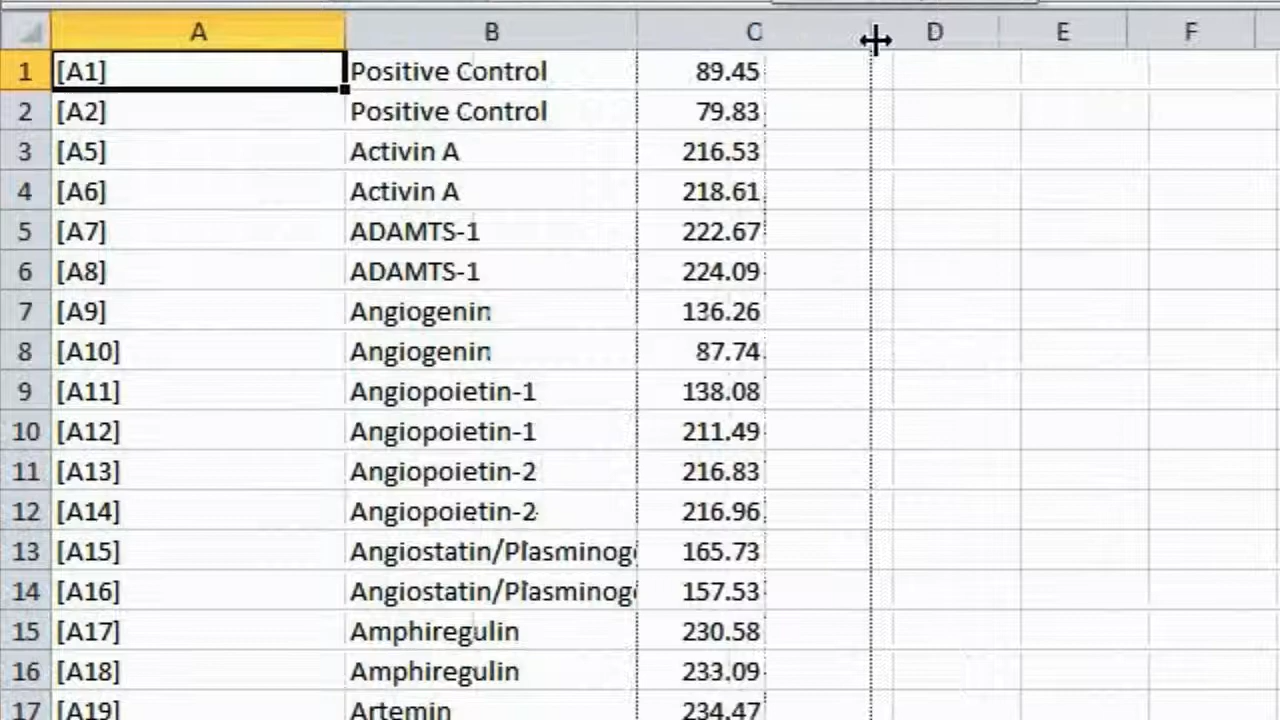 A B C D E F
1 [A1] Positive Control 89.45
2 [A2] Positive Control 79.83
3 [A5] Activin A 216.53
4 [A6] Activin A 218.61
5 [A7] ADAMTS-1 222.67
6 [A8] ADAMTS-1 224.09
7 [A9] Angiogenin 136.26
8 [A10] Angiogenin 87.74
9 [A11] Angiopoietin-1 138.08
10 [A12] Angiopoietin-1 211.49
11 [A13] Angiopoietin-2 216.83
12 [A14] Angiopoietin-2 216.96
13 [A15] Angiostatin/Plasminoge 165.73
14 [A16] Angiostatin/Plasminoge 157.53
15 [A17] Amphiregulin 230.58
16 [A18] Amphiregulin 233.09
17 [A19] Artemin 234.47